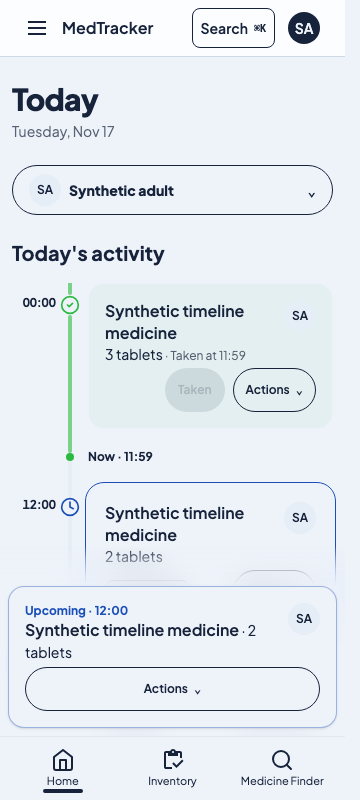 MedTracker
Search ⌘K
SA
Today
Tuesday, Nov 17
SA Synthetic adult
Today's activity
00:00
Synthetic timeline
medicine
SA
3 tablets · Taken at 11:59
Taken
Actions
Now · 11:59
12:00
Synthetic timeline
medicine
SA
2 tablets
Upcoming · 12:00
Synthetic timeline medicine · 2
tablets
SA
Actions
Home
Inventory
Medicine Finder